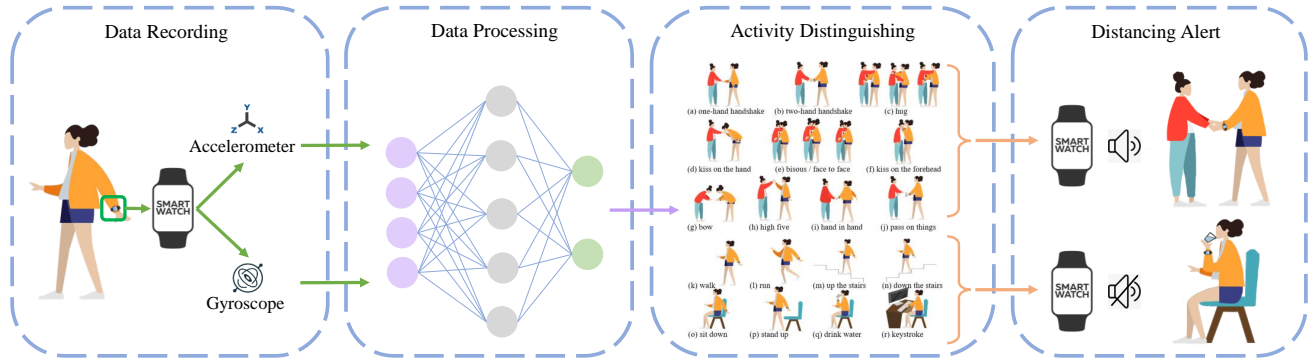 Data Recording
Data Processing
Activity Distinguishing
Distancing Alert
Y
Z X
Accelerometer
SMART
WATCH
Gyroscope
(a) one-hand handshake
(b) two-hand handshake
(c) hug
(d) kiss on the hand
(e) bisous / face to face
(f) kiss on the forehead
(g) bow
(h) high five
(i) hand in hand
(j) pass on things
(k) walk
(l) run
(m) up the stairs
(n) down the stairs
(o) sit down
(p) stand up
(q) drink water
(r) keystroke
SMART
WATCH
SMART
WATCH